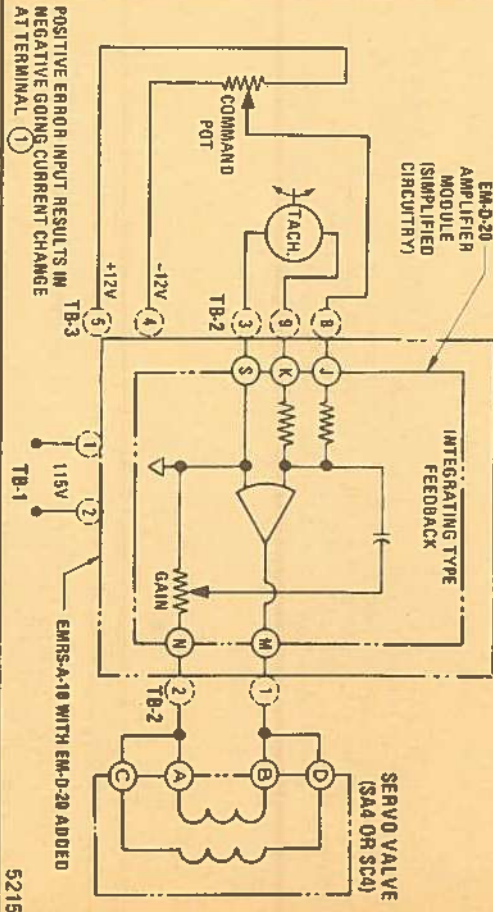 EM-D-20
AMPLIFIER
MODULE
(SIMPLIFIED
CIRCUITRY)
INTEGRATING TYPE
FEEDBACK
SERVO VALVE
(SA4 OR SC4)
COMMAND
POT
TACH.
8
9
3
TB-2
J
K
S
GAIN
M
N
1
2
TB-2
D
B
A
C
-12V
+12V
4
5
TB-3
1
2
115V
TB-1
EMRS-A-10 WITH EM-D-20 ADDED
POSITIVE ERROR INPUT RESULTS IN
NEGATIVE GOING CURRENT CHANGE
AT TERMINAL 1
5215